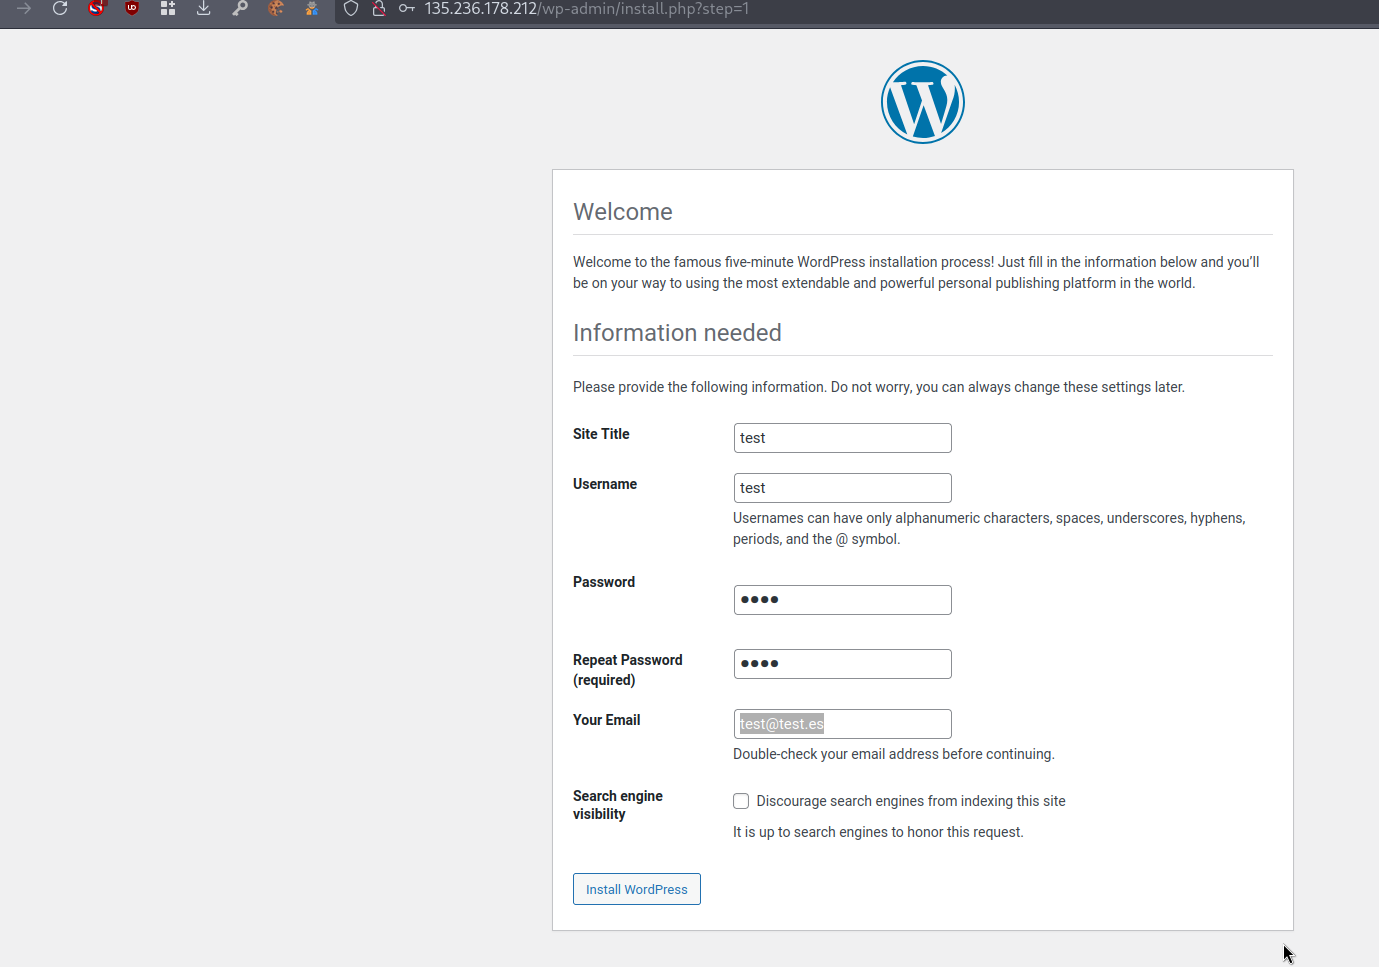 135.236.178.212/wp-admin/install.php?step=1
Welcome
Welcome to the famous five-minute WordPress installation process! Just fill in the information below and you’ll
be on your way to using the most extendable and powerful personal publishing platform in the world.
Information needed
Please provide the following information. Do not worry, you can always change these settings later.
Site Title
test
Username
test
Usernames can have only alphanumeric characters, spaces, underscores, hyphens,
periods, and the @ symbol.
Password
●●●●
Repeat Password
(required)
●●●●
Your Email
test@test.es
Double-check your email address before continuing.
Search engine
visibility
Discourage search engines from indexing this site
It is up to search engines to honor this request.
Install WordPress